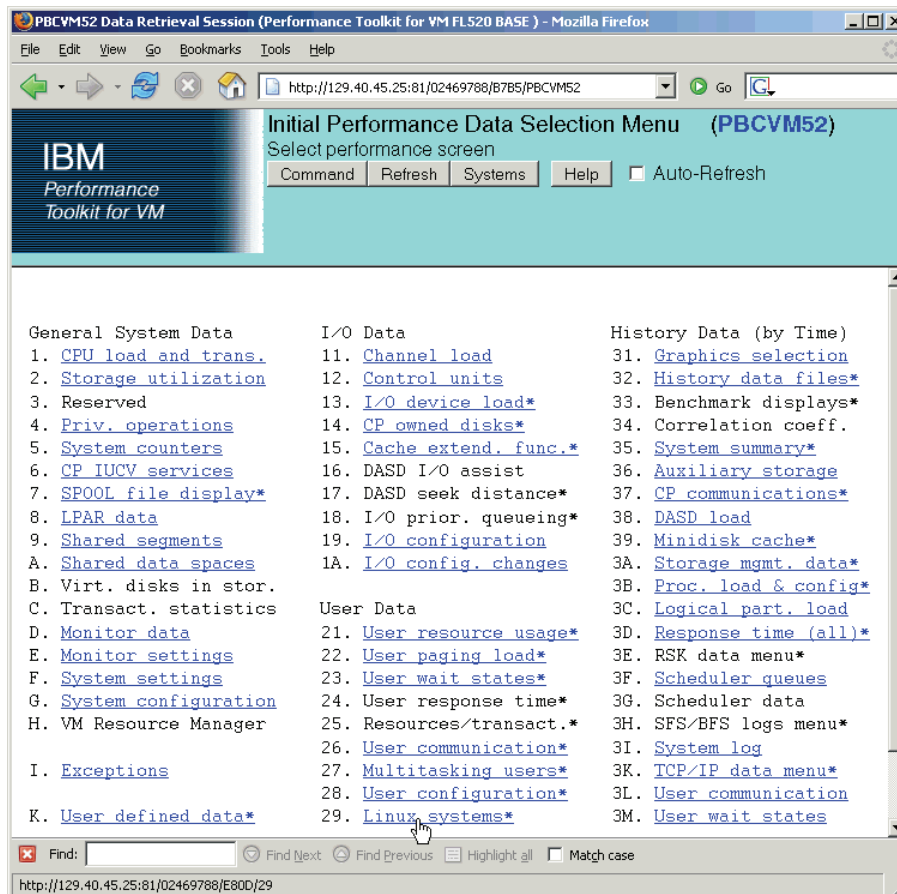 PBCVM52 Data Retrieval Session (Performance Toolkit for VM FL520 BASE ) - Mozilla Firefox
File Edit View Go Bookmarks Tools Help
http://129.40.45.25:81/02469788/B7B5/PBCVM52 Go G
IBM
Performance
Toolkit for VM
Initial Performance Data Selection Menu (PBCVM52)
Select performance screen
Command Refresh Systems Help Auto-Refresh
General System Data
1. CPU load and trans.
2. Storage utilization
3. Reserved
4. Priv. operations
5. System counters
6. CP IUCV services
7. SPOOL file display*
8. LPAR data
9. Shared segments
A. Shared data spaces
B. Virt. disks in stor.
C. Transact. statistics
D. Monitor data
E. Monitor settings
F. System settings
G. System configuration
H. VM Resource Manager
I. Exceptions
K. User defined data*
I/O Data
11. Channel load
12. Control units
13. I/O device load*
14. CP owned disks*
15. Cache extend. func.*
16. DASD I/O assist
17. DASD seek distance*
18. I/O prior. queueing*
19. I/O configuration
1A. I/O config. changes
User Data
21. User resource usage*
22. User paging load*
23. User wait states*
24. User response time*
25. Resources/transact.*
26. User communication*
27. Multitasking users*
28. User configuration*
29. Linux systems*
History Data (by Time)
31. Graphics selection
32. History data files*
33. Benchmark displays*
34. Correlation coeff.
35. System summary*
36. Auxiliary storage
37. CP communications*
38. DASD load
39. Minidisk cache*
3A. Storage mgmt. data*
3B. Proc. load & config*
3C. Logical part. load
3D. Response time (all)*
3E. RSK data menu*
3F. Scheduler queues
3G. Scheduler data
3H. SFS/BFS logs menu*
3I. System log
3K. TCP/IP data menu*
3L. User communication
3M. User wait states
Find: Find Next Find Previous Highlight all Match case
http://129.40.45.25:81/02469788/E80D/29